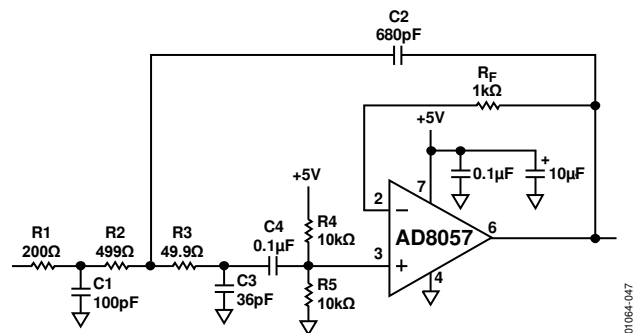 C2
680pF
RF
1kΩ
+5V
+5V
0.1µF
+
10µF
7
2
−
AD8057
6
3
+
4
R1
200Ω
R2
499Ω
R3
49.9Ω
C4
0.1µF
R4
10kΩ
R5
10kΩ
C1
100pF
C3
36pF
01064-047